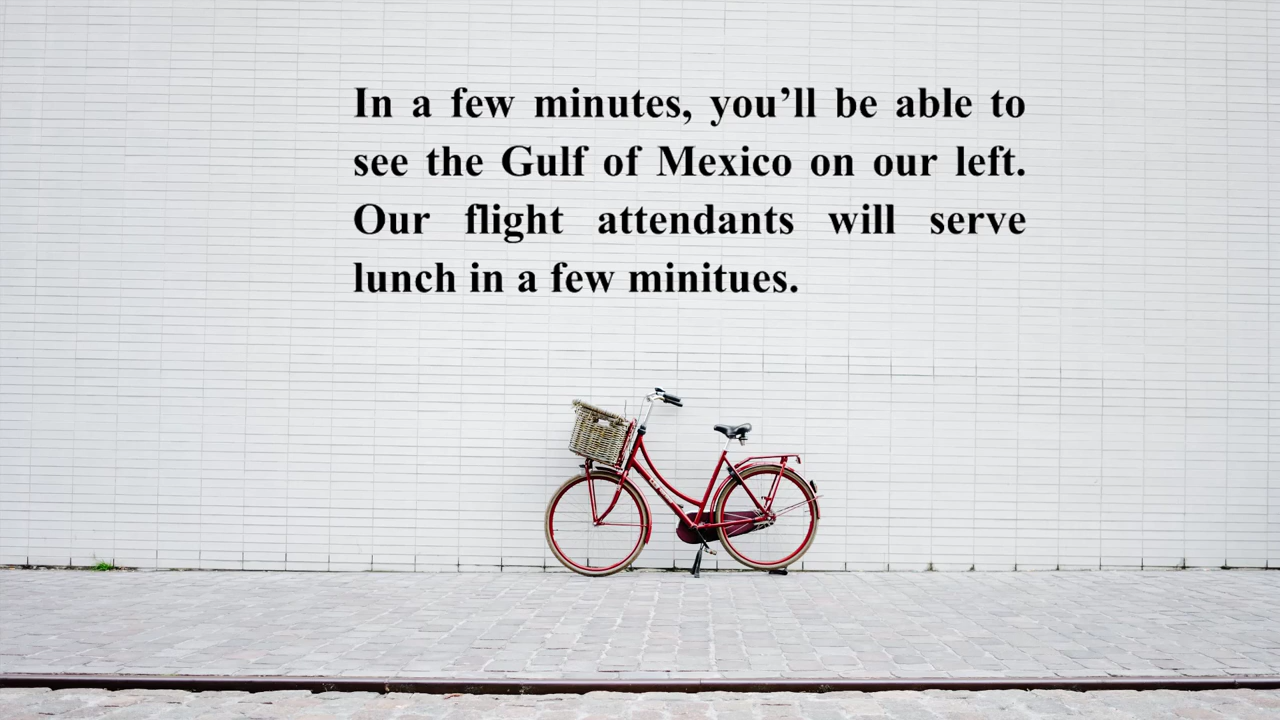 In a few minutes, you’ll be able to
see the Gulf of Mexico on our left.
Our flight attendants will serve
lunch in a few minitues.